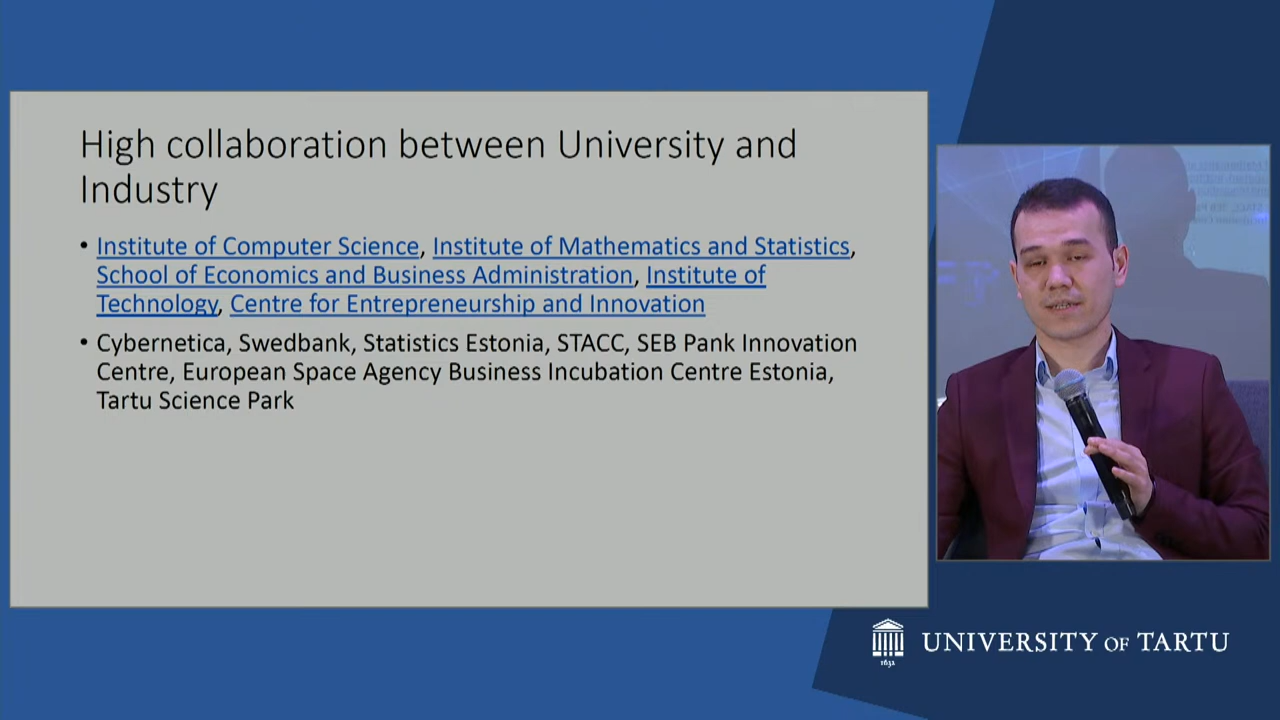 High collaboration between University and
Industry
• Institute of Computer Science, Institute of Mathematics and Statistics,
School of Economics and Business Administration, Institute of
Technology, Centre for Entrepreneurship and Innovation
• Cybernetica, Swedbank, Statistics Estonia, STACC, SEB Pank Innovation
Centre, European Space Agency Business Incubation Centre Estonia,
Tartu Science Park
UNIVERSITY OF TARTU
1632